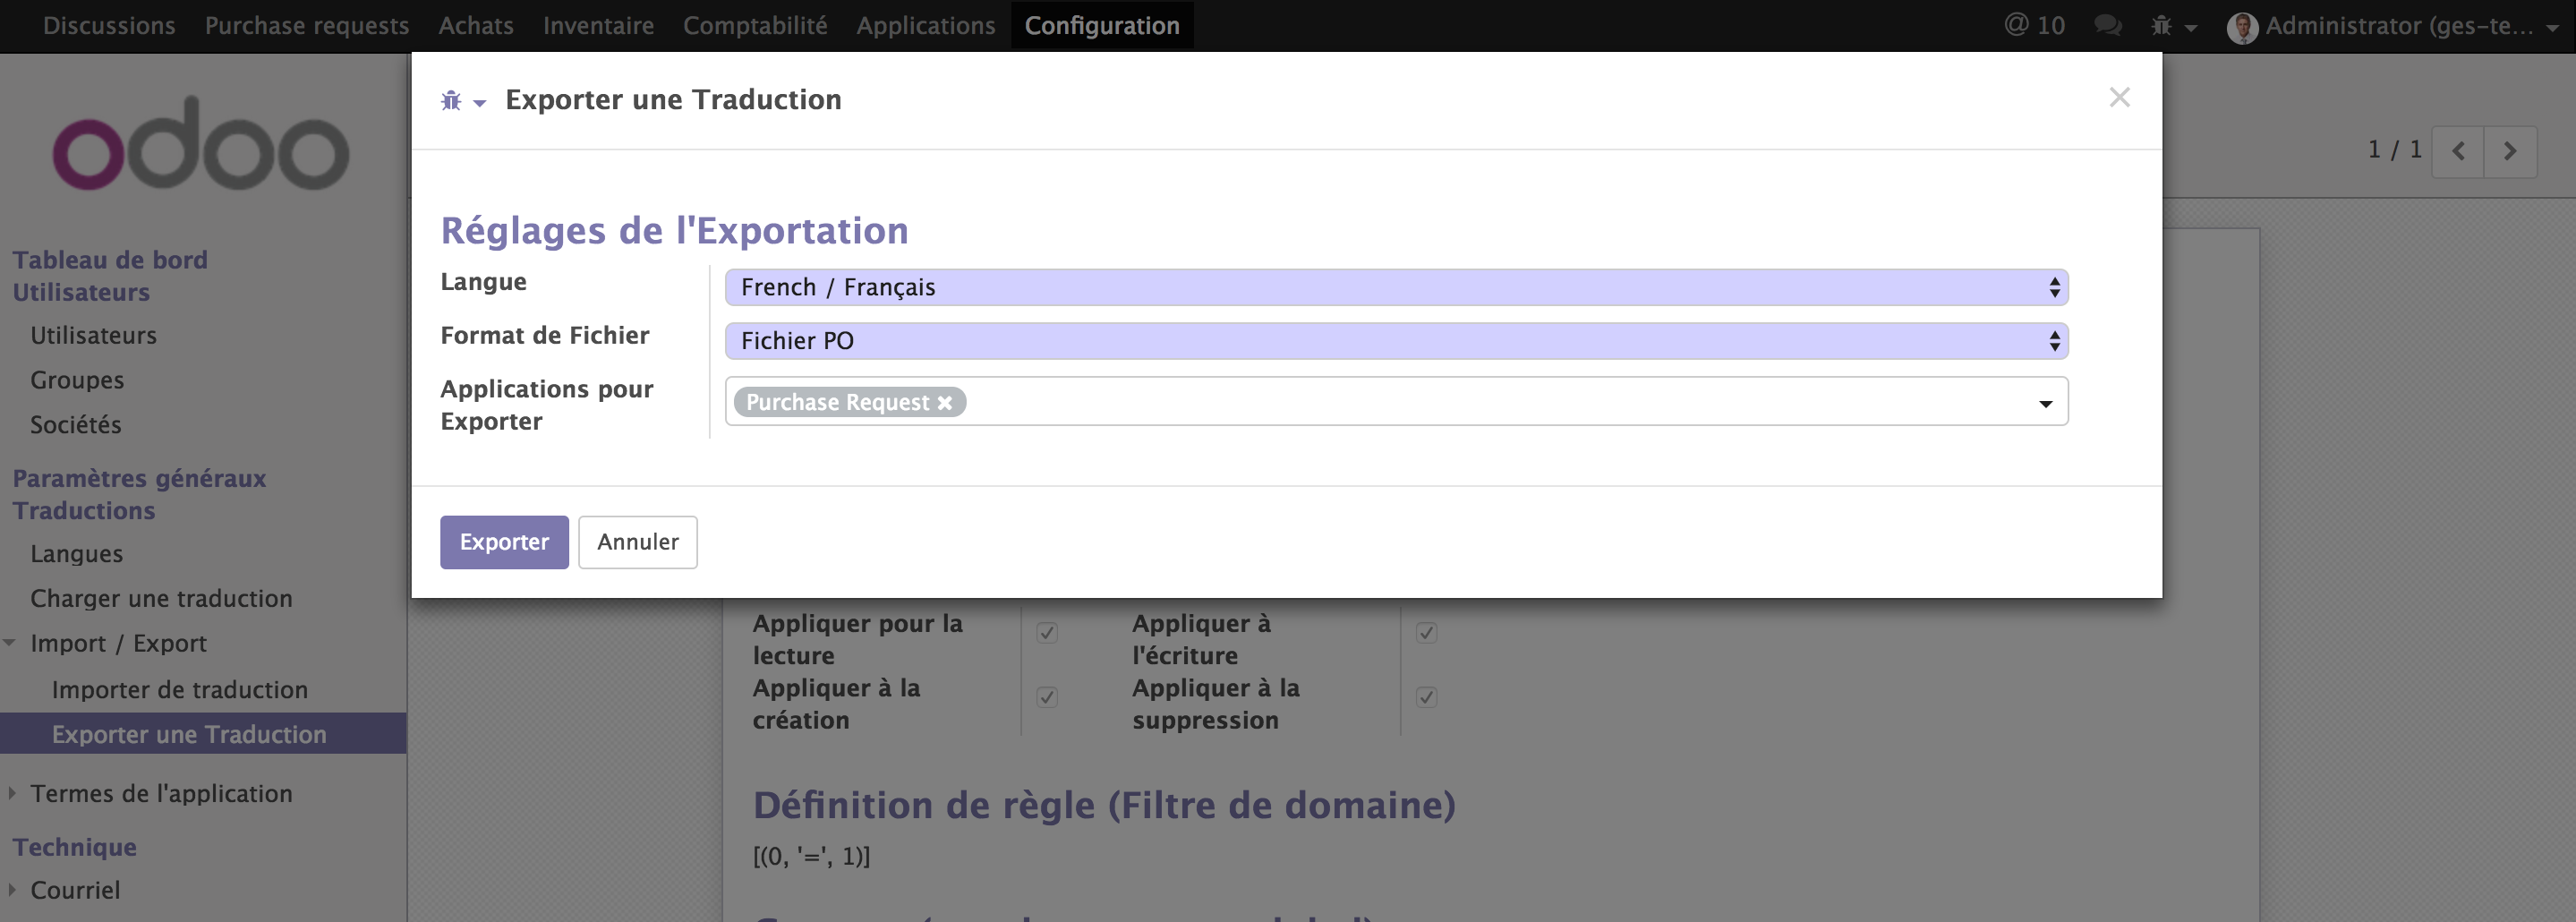 Discussions Purchase requests Achats Inventaire Comptabilité Applications Configuration @ 10 Administrator (ges-te...
Exporter une Traduction
odoo
1 / 1
Réglages de l'Exportation
Tableau de bord
Utilisateurs
Langue French / Français
Utilisateurs
Format de Fichier Fichier PO
Groupes
Applications pour
Exporter
Purchase Request
Sociétés
Paramètres généraux
Traductions
Exporter Annuler
Langues
Charger une traduction
Import / Export
Importer de traduction
Exporter une Traduction
Appliquer pour la
lecture
Appliquer à
l'écriture
Appliquer à la
création
Appliquer à la
suppression
Termes de l'application
Définition de règle (Filtre de domaine)
Technique
[(0, '=', 1)]
Courriel